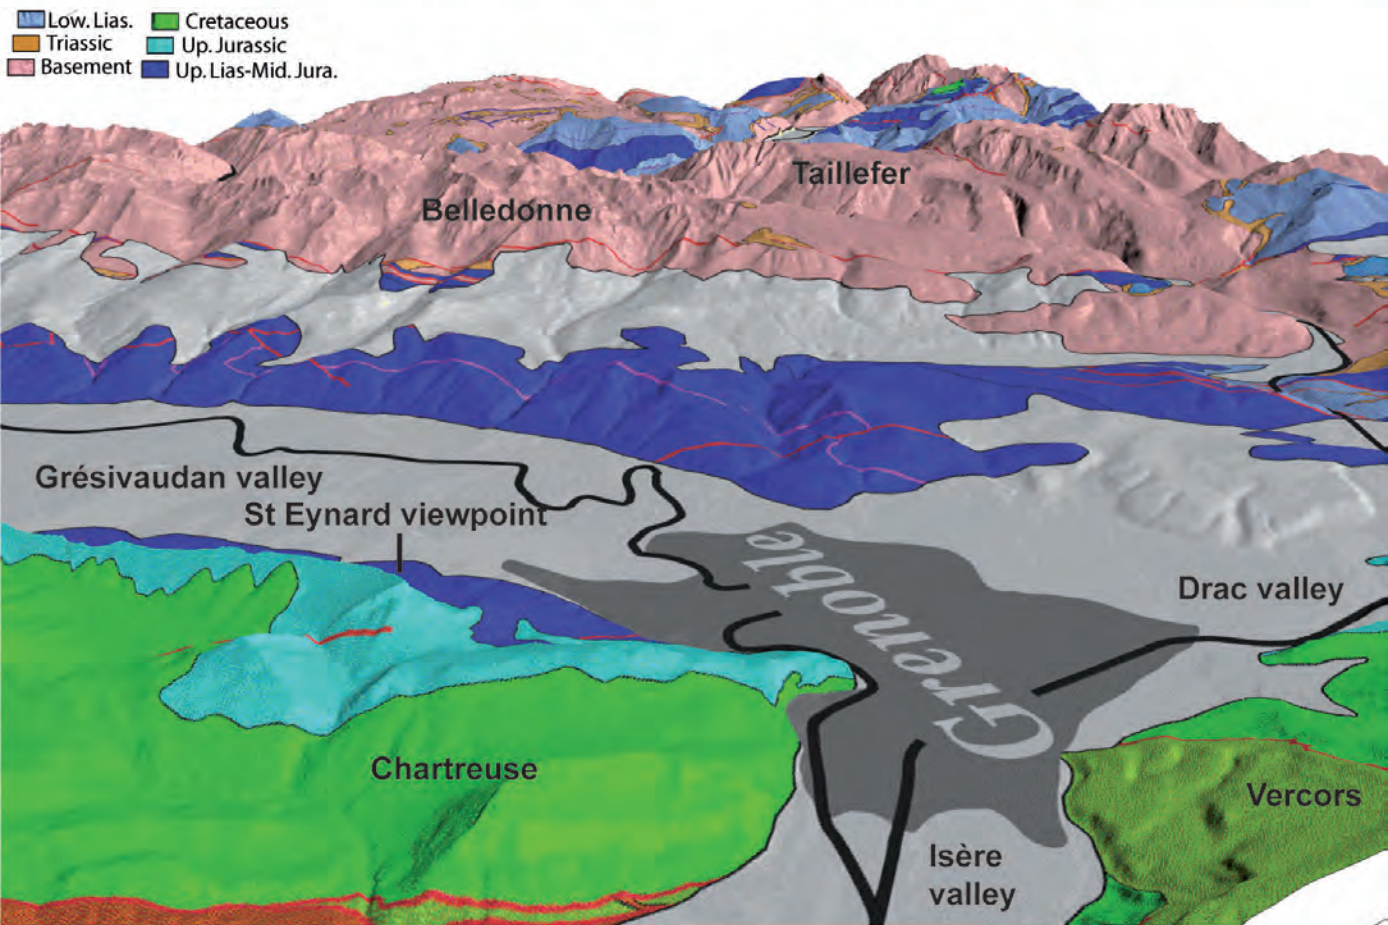 Low. Lias.
Cretaceous
Triassic
Up. Jurassic
Basement
Up. Lias-Mid. Jura.
Taillefer
Belledonne
Grésivaudan valley
St Eynard viewpoint
Grenoble
Drac valley
Chartreuse
Vercors
Isère
valley